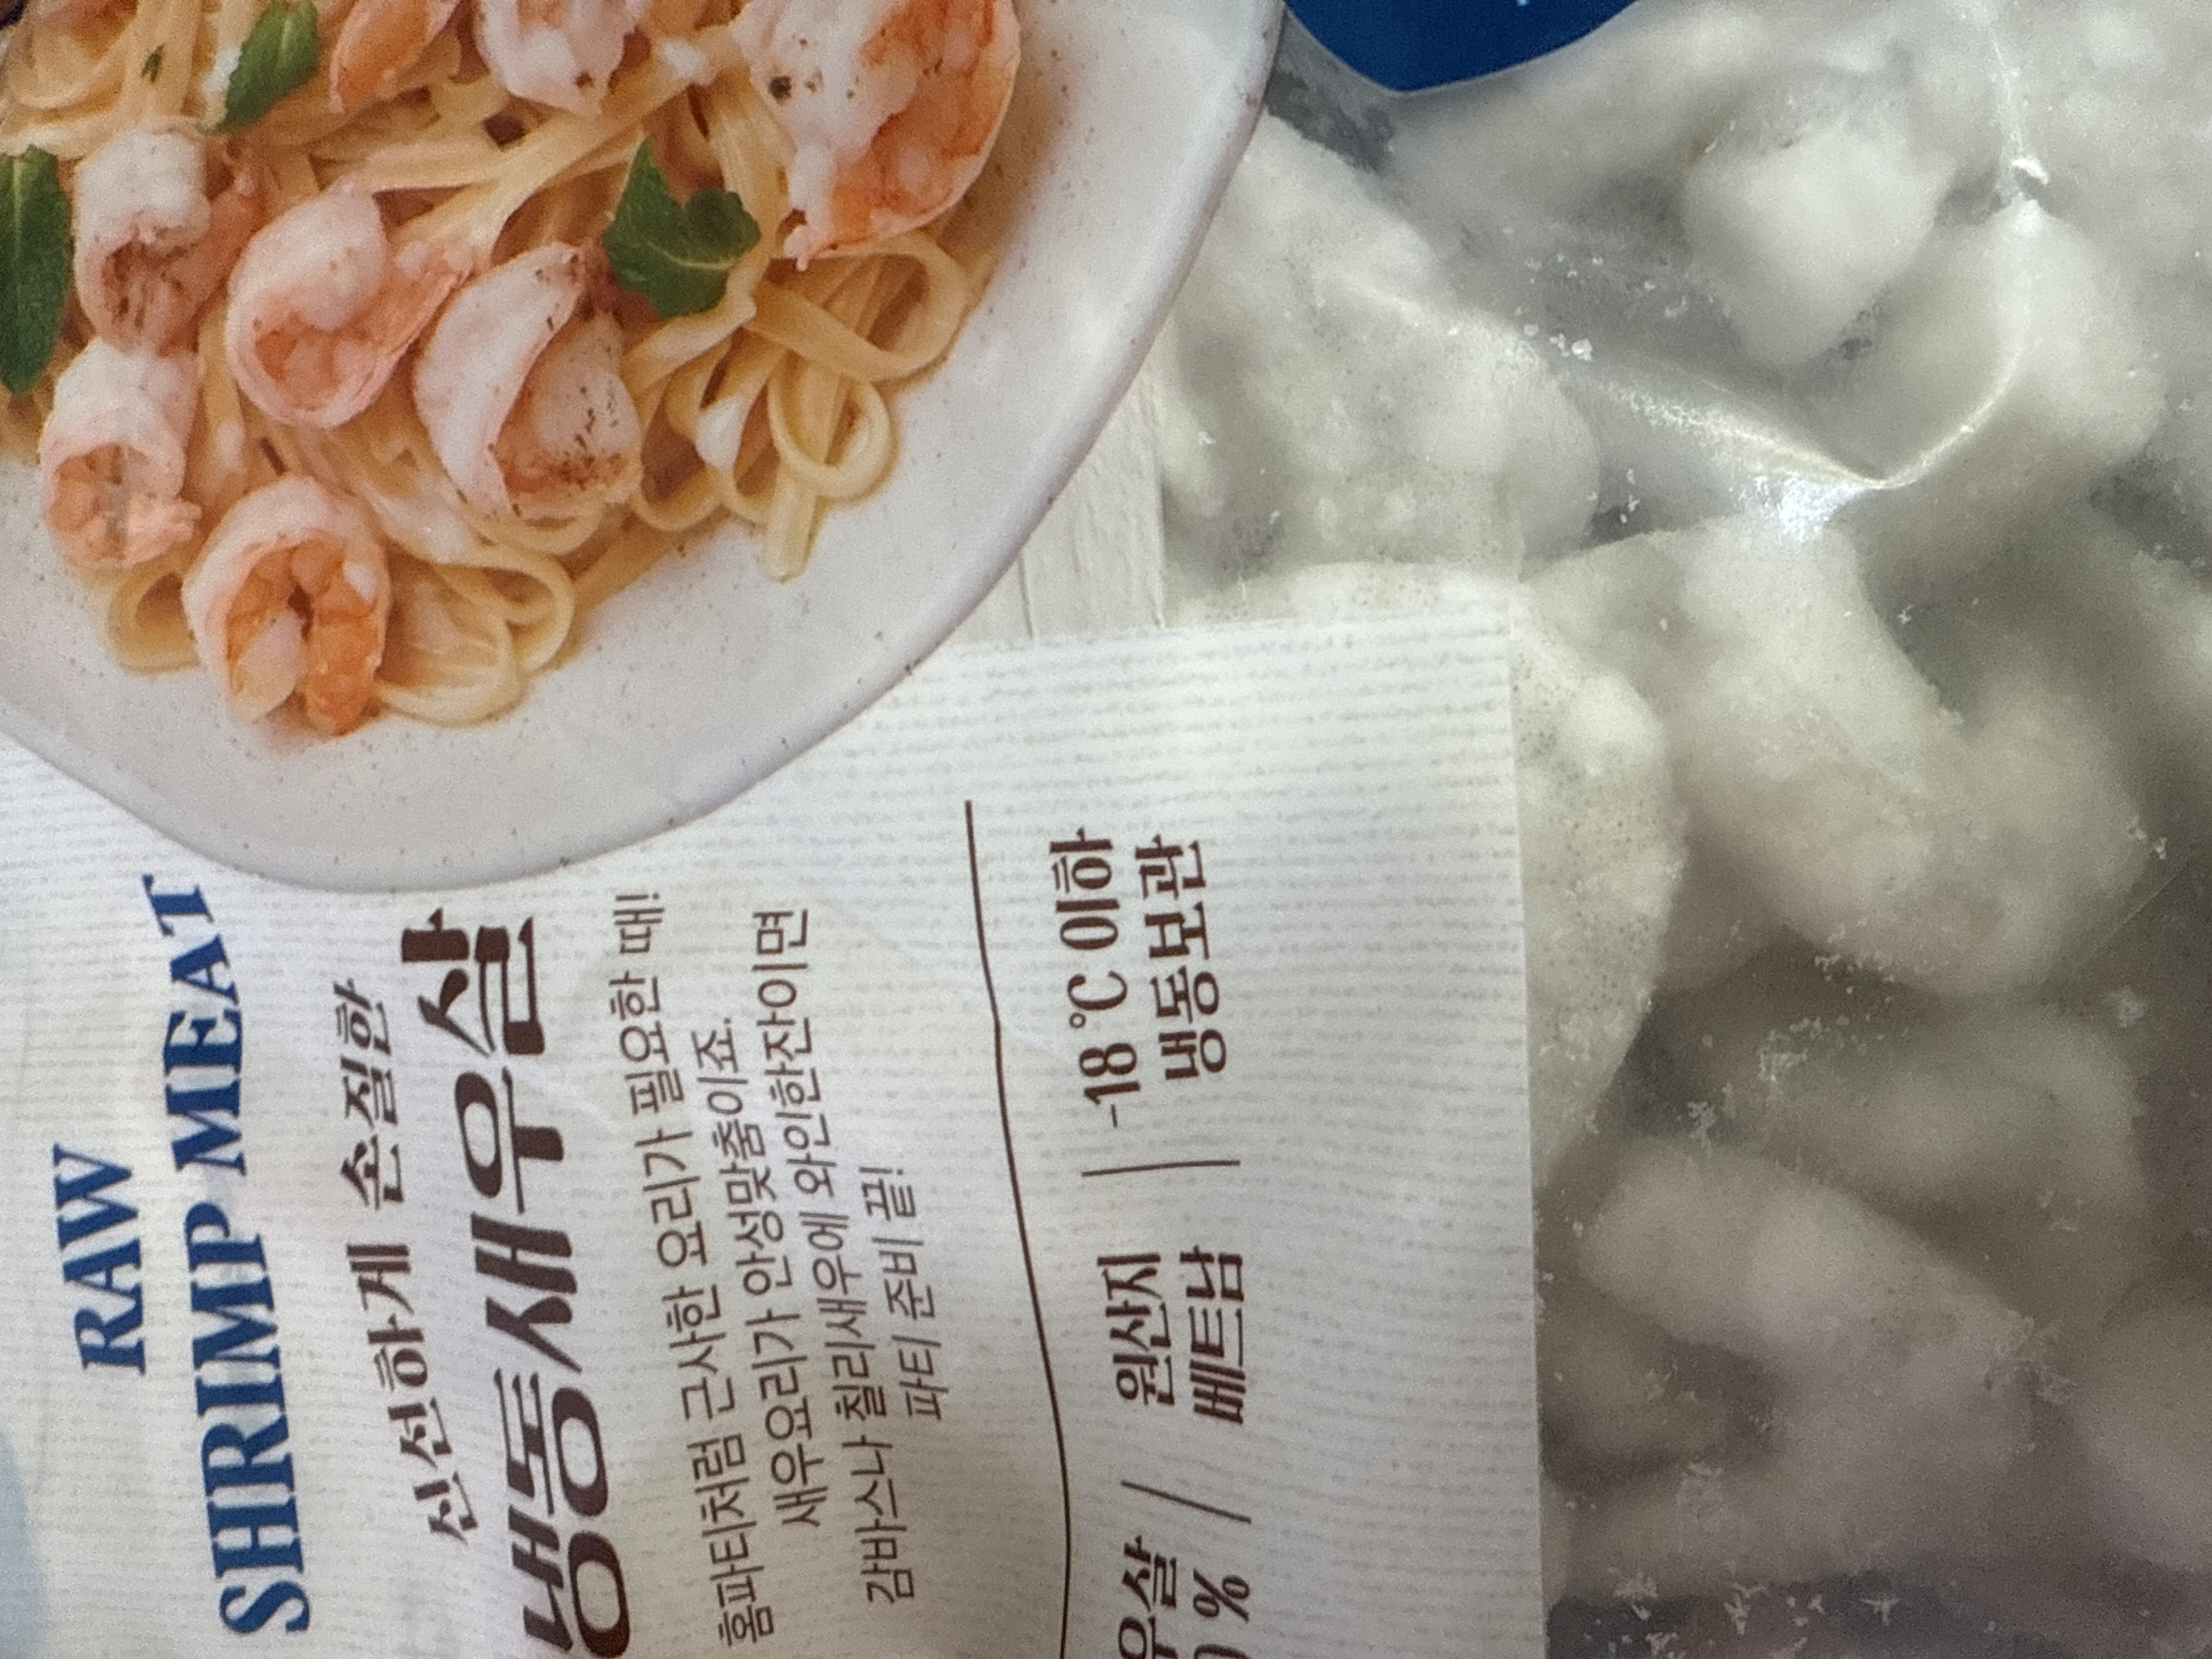 RAW
SHRIMP MEAT
신선하게 손질한
냉동새우살
홈파티처럼 근사한 요리가 필요한 때!
새우요리가 안성맞춤이죠.
감바스나 칠리새우에 와인한잔이면
파티 준비 끝!
원산지
베트남
-18 °C 이하
냉동보관